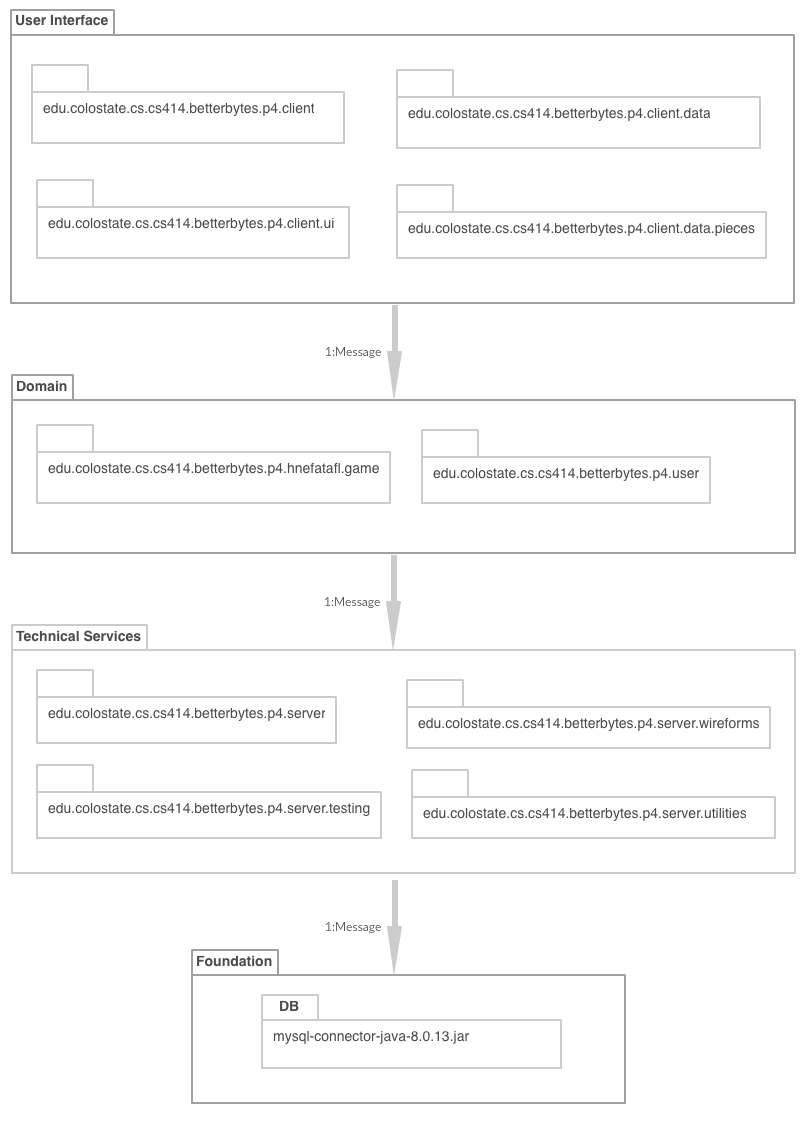 User Interface
edu.colostate.cs.cs414.betterbytes.p4.client
edu.colostate.cs.cs414.betterbytes.p4.client.data
edu.colostate.cs.cs414.betterbytes.p4.client.ui
edu.colostate.cs.cs414.betterbytes.p4.client.data.pieces
1:Message
Domain
edu.colostate.cs.cs414.betterbytes.p4.hnefatafl.game
edu.colostate.cs.cs414.betterbytes.p4.user
1:Message
Technical Services
edu.colostate.cs.cs414.betterbytes.p4.server
edu.colostate.cs.cs414.betterbytes.p4.server.wireforms
edu.colostate.cs.cs414.betterbytes.p4.server.testing
edu.colostate.cs.cs414.betterbytes.p4.server.utilities
1:Message
Foundation
DB
mysql-connector-java-8.0.13.jar